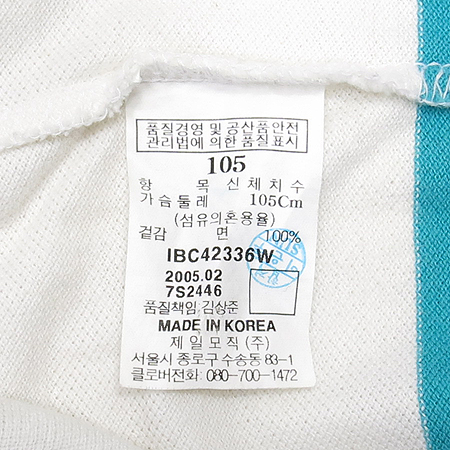 품질경영 및 공산품안전
관리법에 의한 품질표시
105
항 목 신체치수
가슴둘레 105Cm
(섬유의혼용율)
겉감 면 100%
IBC42336W
2005.02
7S2446
품질책임 김상준
MADE IN KOREA
제일모직(주)
서울시 종로구 수송동 83-1
클로버전화: 080-700-1472